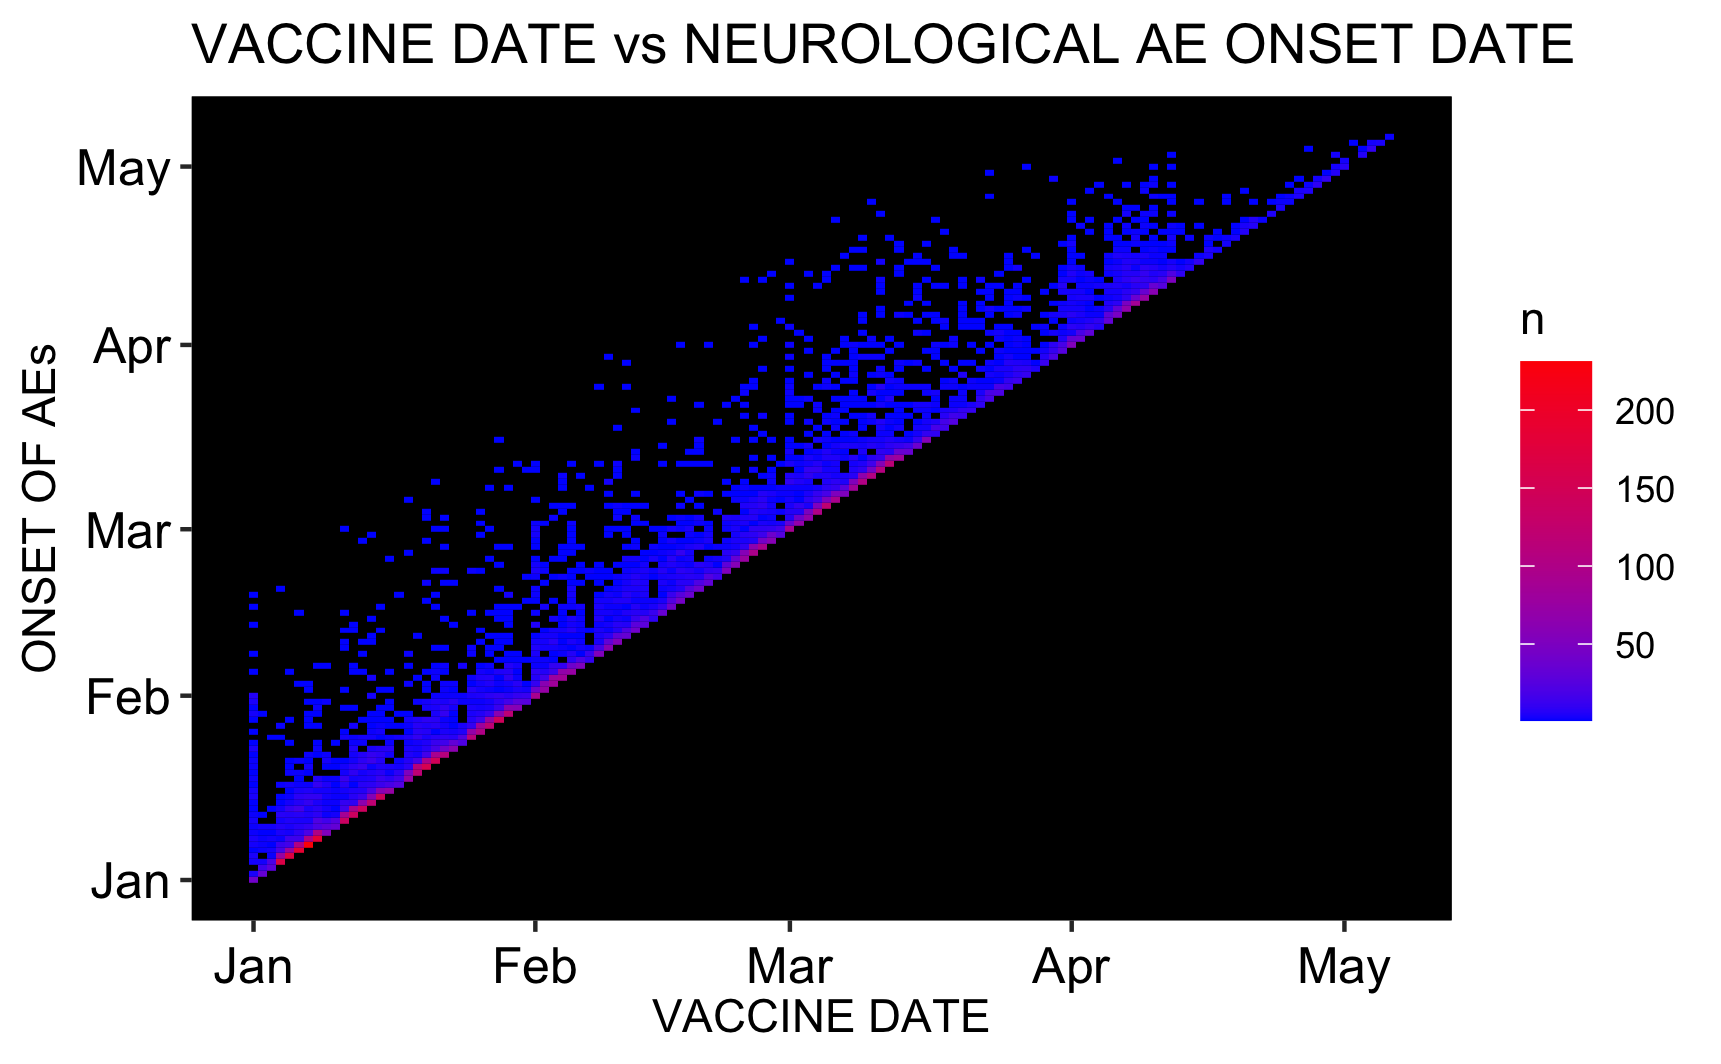 VACCINE DATE vs NEUROLOGICAL AE ONSET DATE
ONSET OF AEs
May
Apr
Mar
Feb
Jan
Jan Feb Mar Apr May
VACCINE DATE
n
200
150
100
50